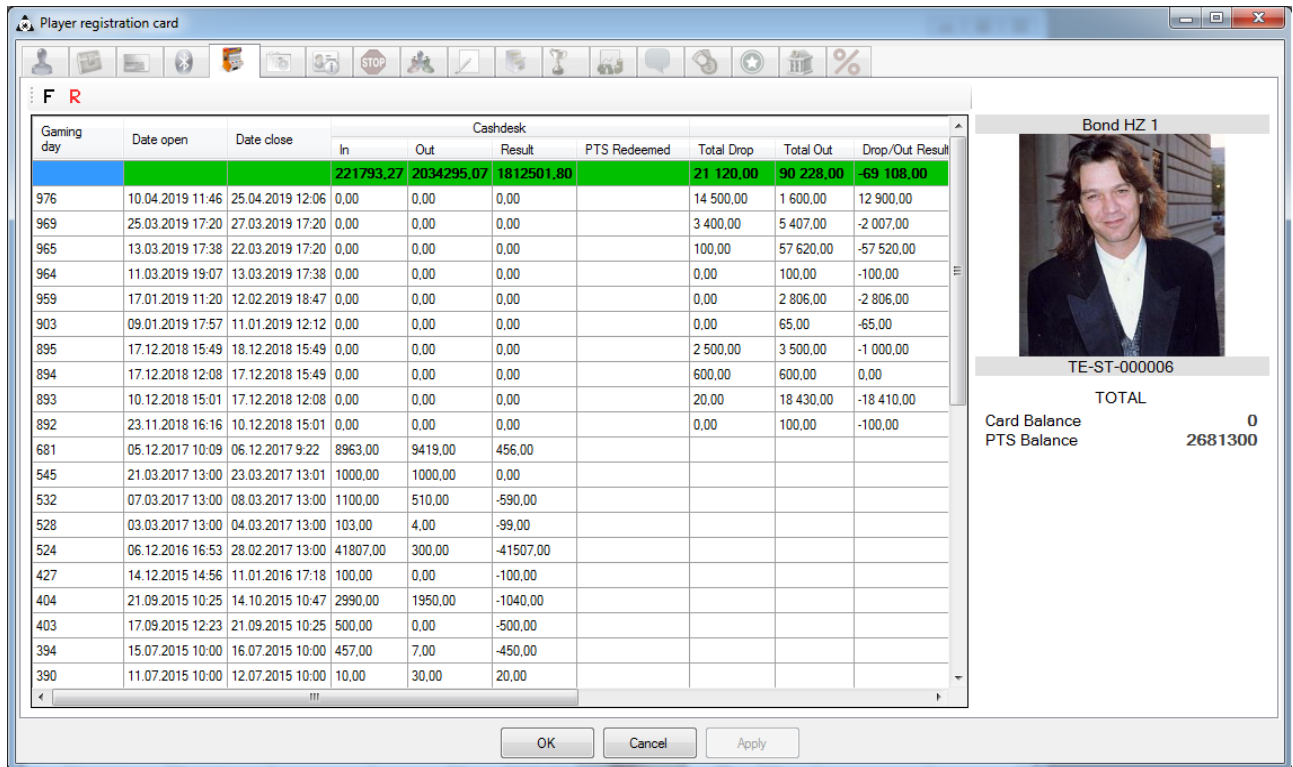 Player registration card
STOP
F R
Gaming day Date open Date close Cashdesk
In Out Result PTS Redeemed Total Drop Total Out Drop/Out Result
221793,27 2034295,07 1812501,80 21 120,00 90 228,00 -69 108,00
976 10.04.2019 11:46 25.04.2019 12:06 0,00 0,00 0,00 14 500,00 1 600,00 12 900,00
969 25.03.2019 17:20 27.03.2019 17:20 0,00 0,00 0,00 3 400,00 5 407,00 -2 007,00
965 13.03.2019 17:38 22.03.2019 17:20 0,00 0,00 0,00 100,00 57 620,00 -57 520,00
964 11.03.2019 19:07 13.03.2019 17:38 0,00 0,00 0,00 0,00 100,00 -100,00
959 17.01.2019 11:20 12.02.2019 18:47 0,00 0,00 0,00 0,00 2 806,00 -2 806,00
903 09.01.2019 17:57 11.01.2019 12:12 0,00 0,00 0,00 0,00 65,00 -65,00
895 17.12.2018 15:49 18.12.2018 15:49 0,00 0,00 0,00 2 500,00 3 500,00 -1 000,00
894 17.12.2018 12:08 17.12.2018 15:49 0,00 0,00 0,00 600,00 600,00 0,00
893 10.12.2018 15:01 17.12.2018 12:08 0,00 0,00 0,00 20,00 18 430,00 -18 410,00
892 23.11.2018 16:16 10.12.2018 15:01 0,00 0,00 0,00 0,00 100,00 -100,00
681 05.12.2017 10:09 06.12.2017 9:22 8963,00 9419,00 456,00
545 21.03.2017 13:00 23.03.2017 13:01 1000,00 1000,00 0,00
532 07.03.2017 13:00 08.03.2017 13:00 1100,00 510,00 -590,00
528 03.03.2017 13:00 04.03.2017 13:00 103,00 4,00 -99,00
524 06.12.2016 16:53 28.02.2017 13:00 41807,00 300,00 -41507,00
427 14.12.2015 14:56 11.01.2016 17:18 100,00 0,00 -100,00
404 21.09.2015 10:25 14.10.2015 10:47 2990,00 1950,00 -1040,00
403 17.09.2015 12:23 21.09.2015 10:25 500,00 0,00 -500,00
394 15.07.2015 10:00 16.07.2015 10:00 457,00 7,00 -450,00
390 11.07.2015 10:00 12.07.2015 10:00 10,00 30,00 20,00
Bond HZ 1
TE-ST-000006
TOTAL
Card Balance 0
PTS Balance 2681300
OK Cancel Apply